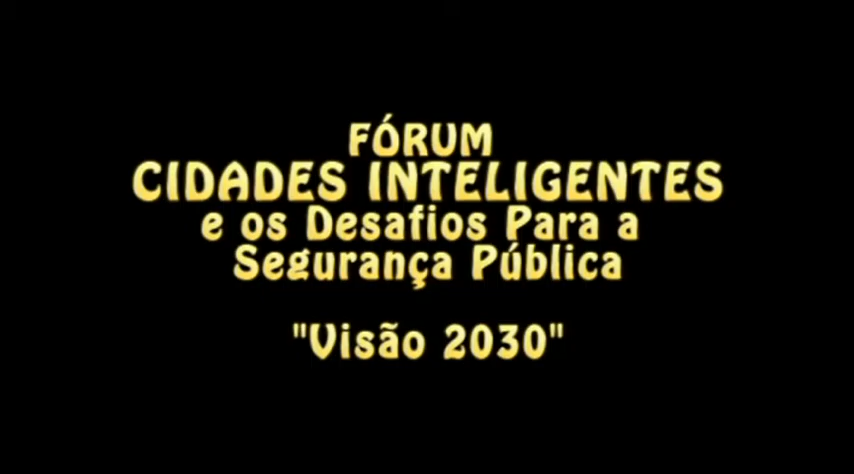 FÓRUM
CIDADES INTELIGENTES
e os Desafios Para a
Segurança Pública
"Visão 2030"